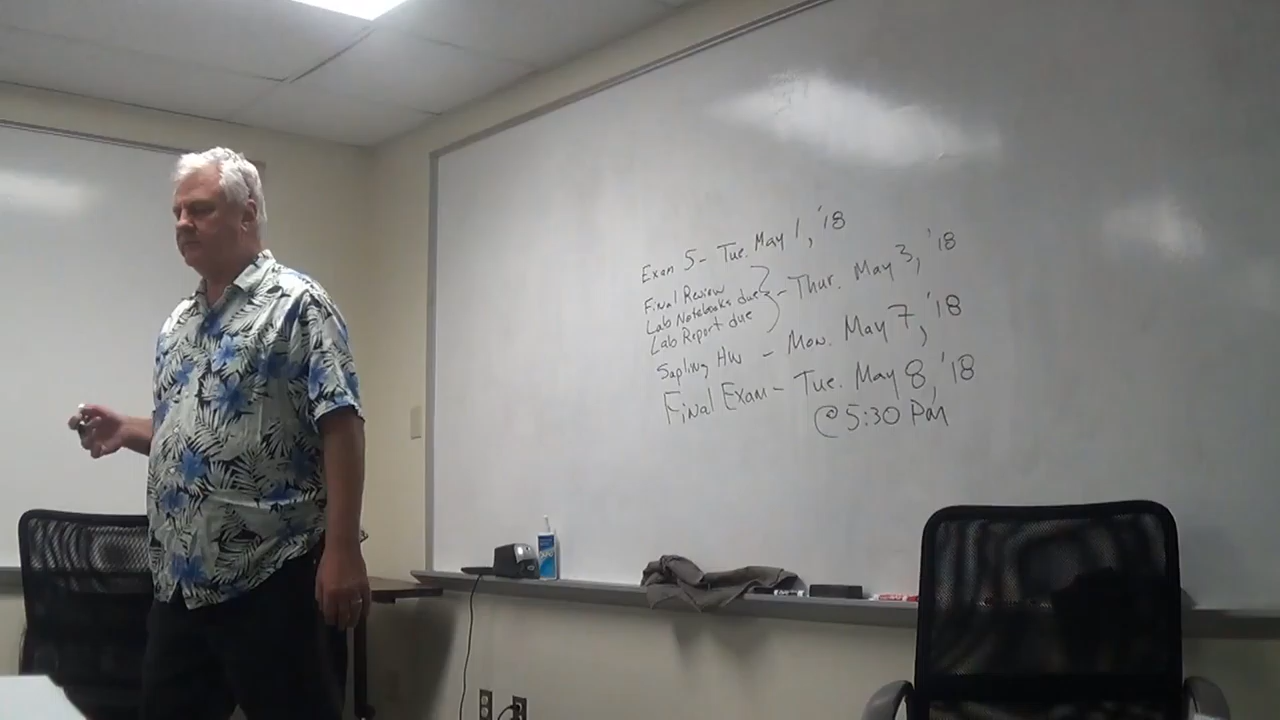 Exam 5 - Tue. May 1, '18
Final Review
Lab Notebooks due - Thur. May 3, '18
Lab Report due
Sapling HW - Mon. May 7, '18
Final Exam - Tue. May 8, '18
@ 5:30 PM